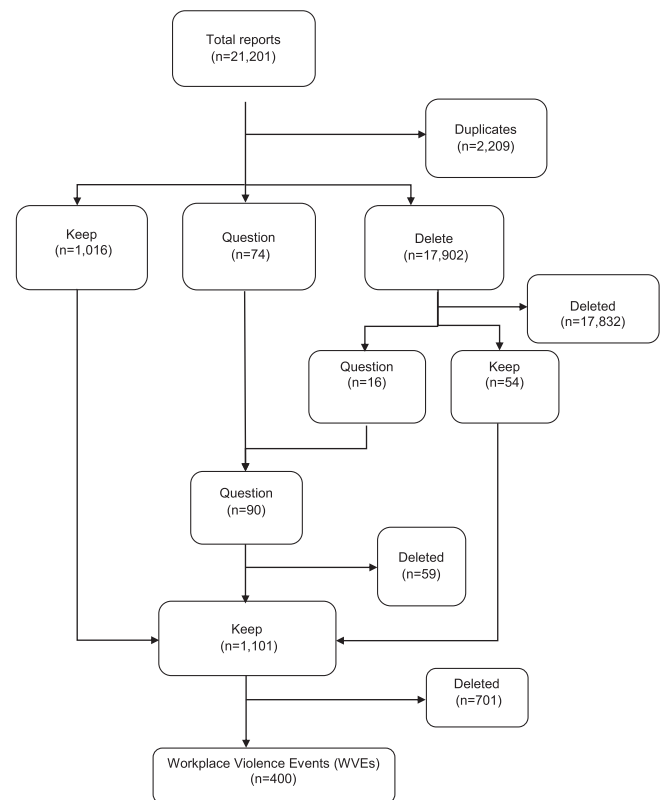 Total reports
(n=21,201)
Duplicates
(n=2,209)
Keep
(n=1,016)
Question
(n=74)
Delete
(n=17,902)
Deleted
(n=17,832)
Question
(n=16)
Keep
(n=54)
Question
(n=90)
Deleted
(n=59)
Keep
(n=1,101)
Deleted
(n=701)
Workplace Violence Events (WVEs)
(n=400)